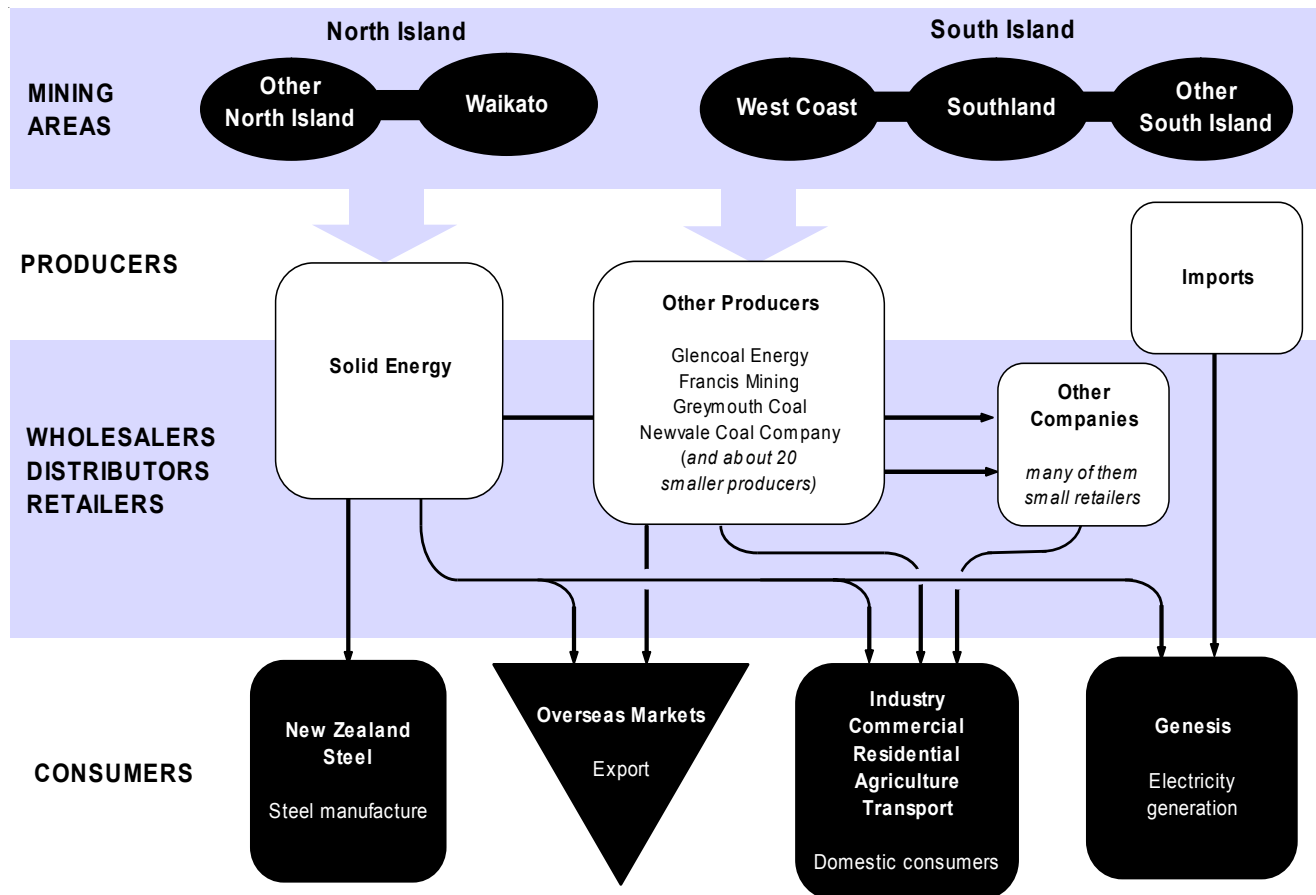 North Island
South Island
MINING
AREAS
Other
North Island
Waikato
West Coast
Southland
Other
South Island
PRODUCERS
Solid Energy
Other Producers
Glencoal Energy
Francis Mining
Greymouth Coal
Newvale Coal Company
(and about 20
smaller producers)
Imports
WHOLESALERS
DISTRIBUTORS
RETAILERS
Other
Companies
many of them
small retailers
CONSUMERS
New Zealand
Steel
Steel manufacture
Overseas Markets
Export
Industry
Commercial
Residential
Agriculture
Transport
Domestic consumers
Genesis
Electricity
generation